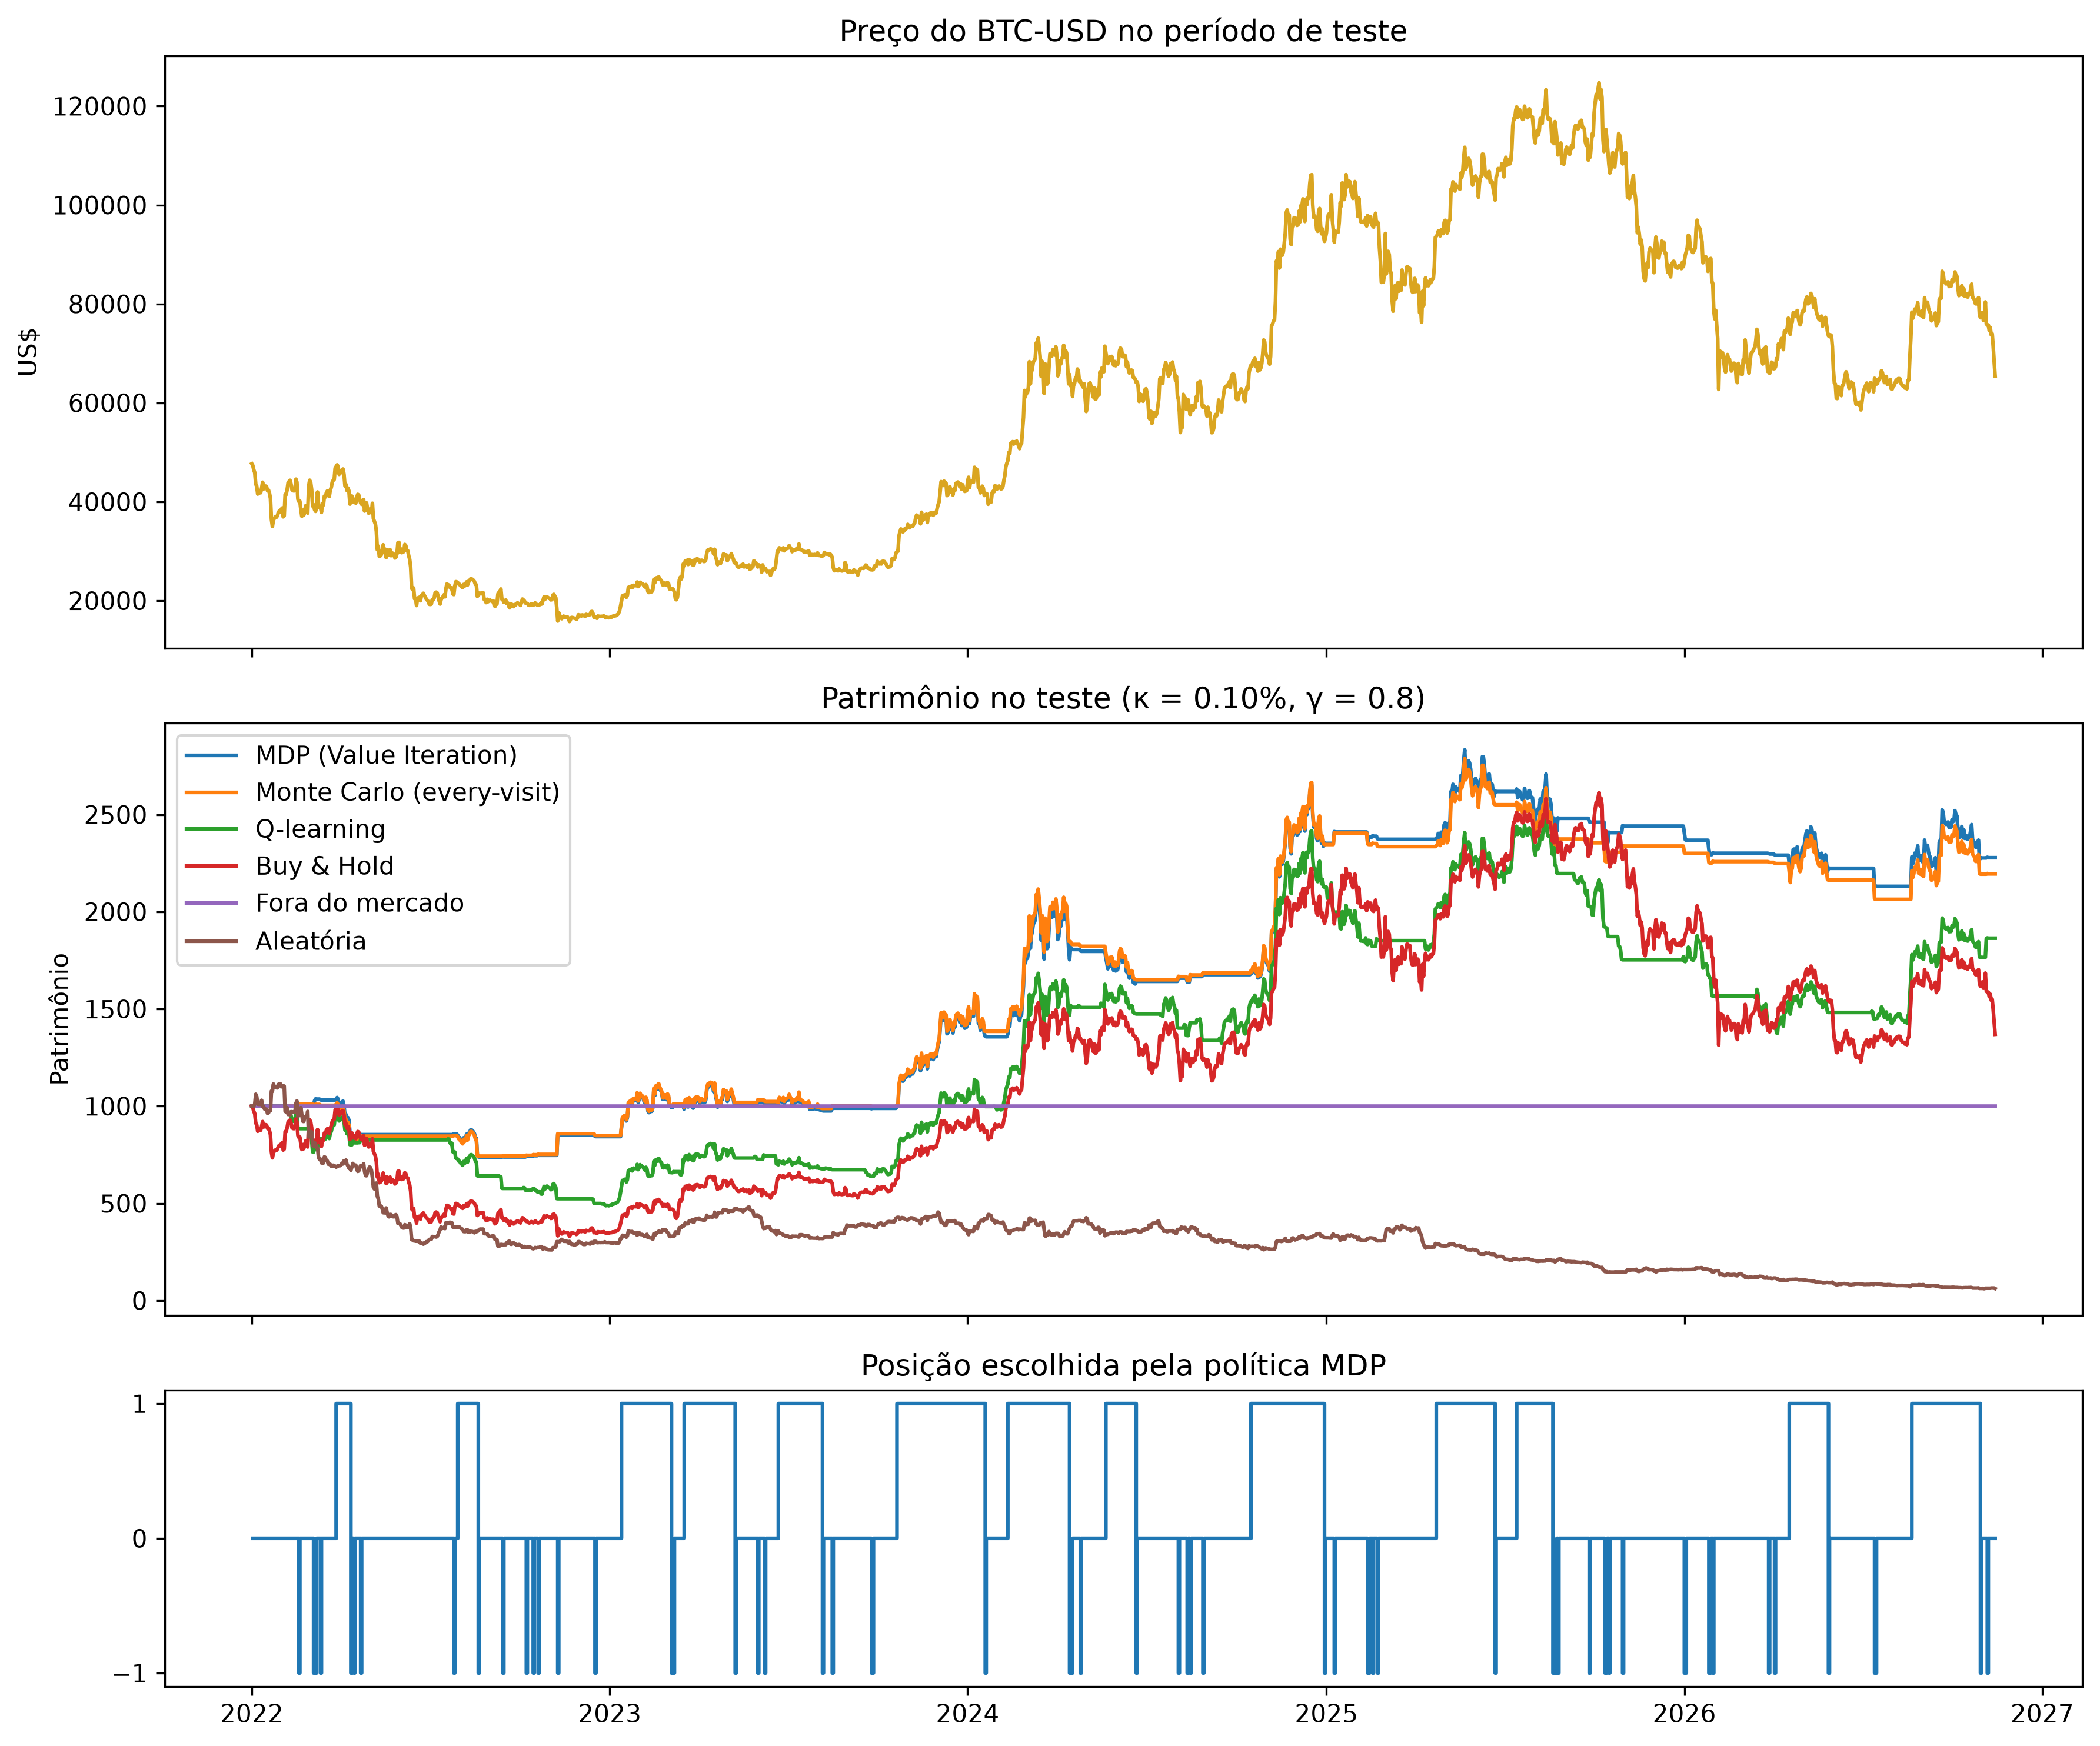 Preço do BTC-USD no período de teste
120000
100000
80000
60000
40000
20000
US$
Patrimônio no teste (κ = 0.10%, γ = 0.8)
MDP (Value Iteration)
Monte Carlo (every-visit)
Q-learning
Buy & Hold
Fora do mercado
Aleatória
2500
2000
1500
1000
500
0
Patrimônio
Posição escolhida pela política MDP
1
0
−1
2022 2023 2024 2025 2026 2027